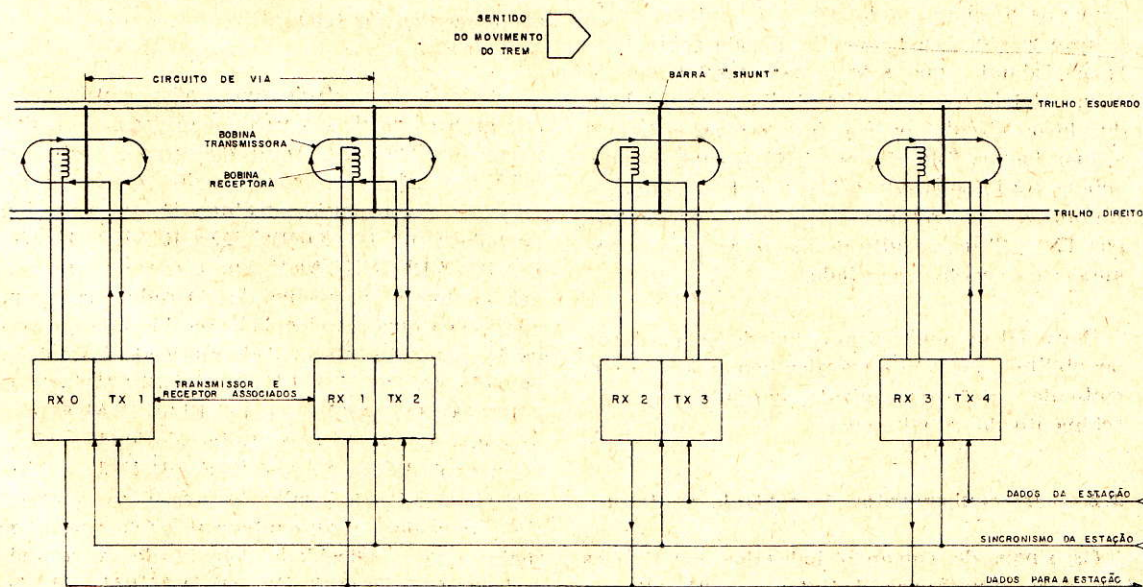 SENTIDO
DO MOVIMENTO
DO TREM
CIRCUITO DE VIA
BARRA "SHUNT"
TRILHO ESQUERDO
BOBINA
TRANSMISSORA
BOBINA
RECEPTORA
TRILHO DIREITO
RX 0 TX 1
TRANSMISSOR E
RECEPTOR ASSOCIADOS
RX 1 TX 2
RX 2 TX 3
RX 3 TX 4
DADOS DA ESTAÇÃO
SINCRONISMO DA ESTAÇÃO
DADOS PARA A ESTAÇÃO